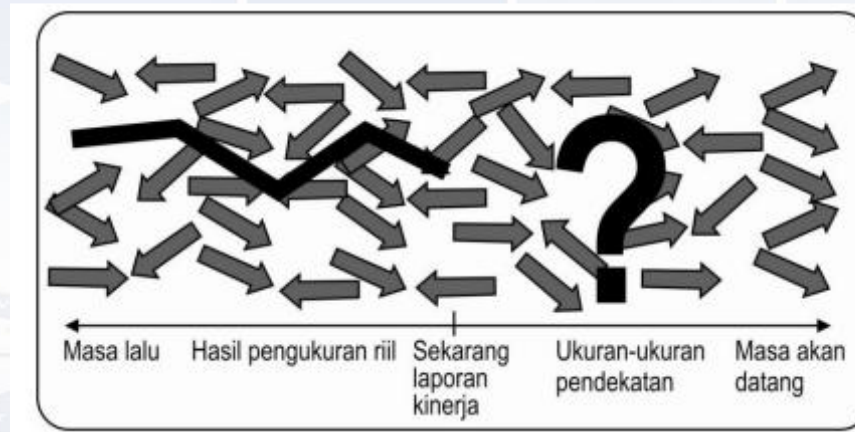 ?
Masa lalu
Hasil pengukuran riil
Sekarang
laporan
kinerja
Ukuran-ukuran
pendekatan
Masa akan
datang